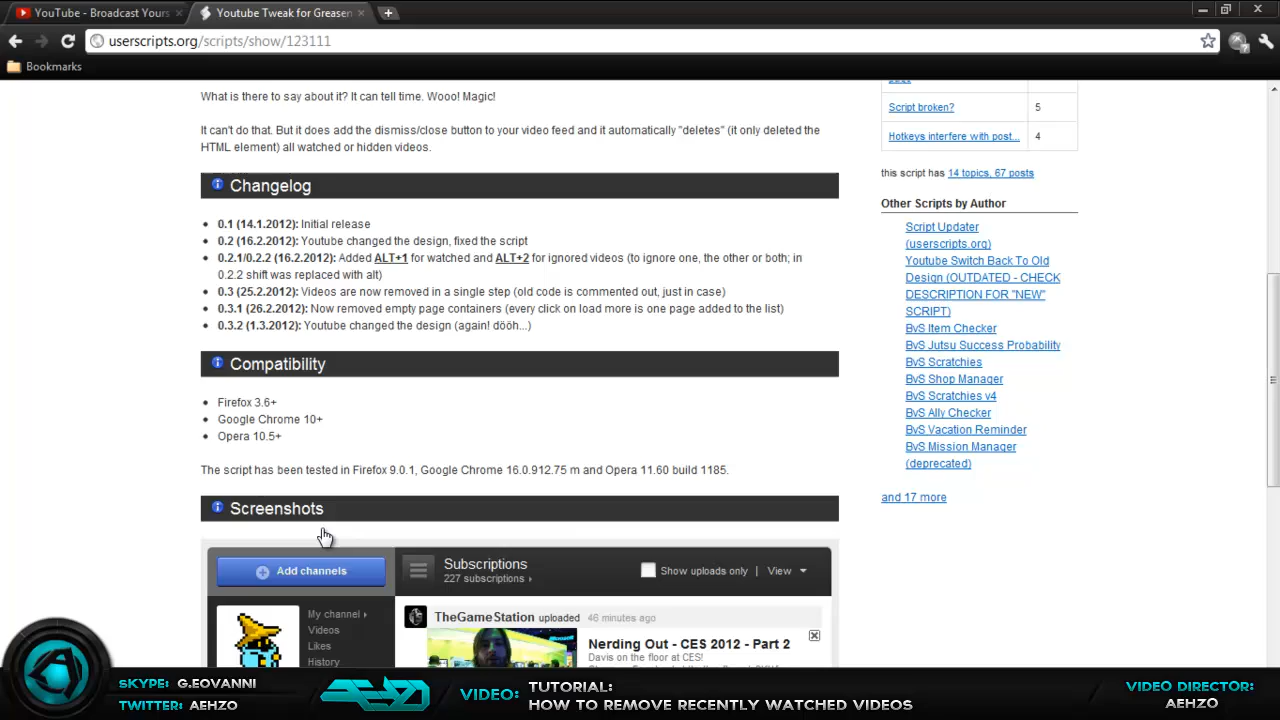 YouTube - Broadcast Yours
Youtube Tweak for Greasen
userscripts.org/scripts/show/123111
Bookmarks
What is there to say about it? It can tell time. Wooo! Magic!
It can't do that. But it does add the dismiss/close button to your video feed and it automatically "deletes" (it only deleted the
HTML element) all watched or hidden videos.
Changelog
0.1 (14.1.2012): Initial release
0.2 (16.2.2012): Youtube changed the design, fixed the script
0.2.1/0.2.2 (16.2.2012): Added ALT+1 for watched and ALT+2 for ignored videos (to ignore one, the other or both; in
0.2.2 shift was replaced with alt)
0.3 (25.2.2012): Videos are now removed in a single step (old code is commented out, just in case)
0.3.1 (26.2.2012): Now removed empty page containers (every click on load more is one page added to the list)
0.3.2 (1.3.2012): Youtube changed the design (again! dööh...)
Compatibility
Firefox 3.6+
Google Chrome 10+
Opera 10.5+
The script has been tested in Firefox 9.0.1, Google Chrome 16.0.912.75 m and Opera 11.60 build 1185.
Screenshots
Add channels
Subscriptions
227 subscriptions
Show uploads only | View
My channel
Videos
Likes
History
TheGameStation uploaded 46 minutes ago
Nerding Out - CES 2012 - Part 2
Davis on the floor at CES!
Script broken? 5
Hotkeys interfere with post... 4
this script has 14 topics, 67 posts
Other Scripts by Author
Script Updater
(userscripts.org)
Youtube Switch Back To Old
Design (OUTDATED - CHECK
DESCRIPTION FOR "NEW"
SCRIPT)
BvS Item Checker
BvS Jutsu Success Probability
BvS Scratchies
BvS Shop Manager
BvS Scratchies v4
BvS Ally Checker
BvS Vacation Reminder
BvS Mission Manager
(deprecated)
and 17 more
SKYPE: G.EOVANNI
TWITTER: AEHZO
VIDEO: TUTORIAL:
HOW TO REMOVE RECENTLY WATCHED VIDEOS
VIDEO DIRECTOR:
AEHZO